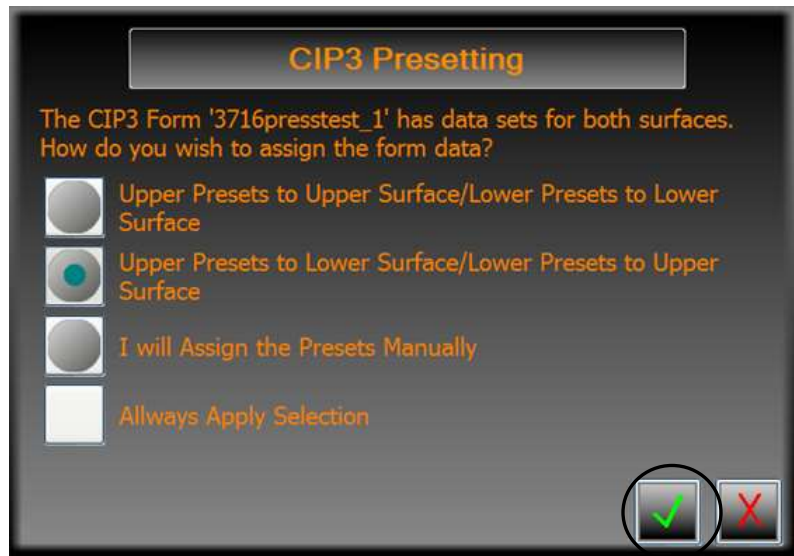 CIP3 Presetting
The CIP3 Form '3716presstest_1' has data sets for both surfaces.
How do you wish to assign the form data?
Upper Presets to Upper Surface/Lower Presets to Lower
Surface
Upper Presets to Lower Surface/Lower Presets to Upper
Surface
I will Assign the Presets Manually
Allways Apply Selection